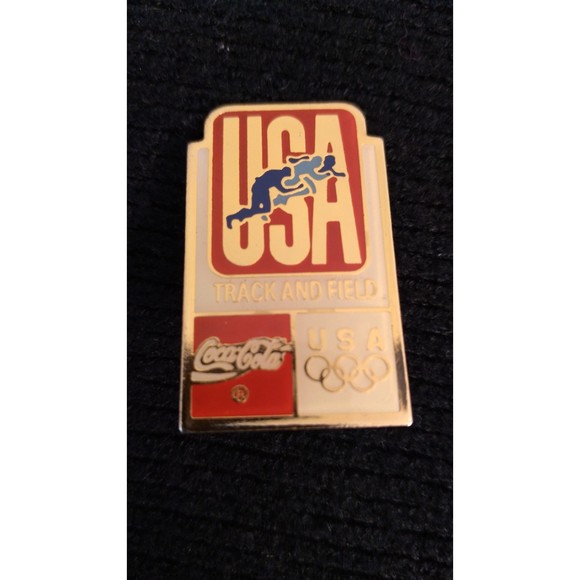 USA
TRACK AND FIELD
Coca-Cola
®
USA